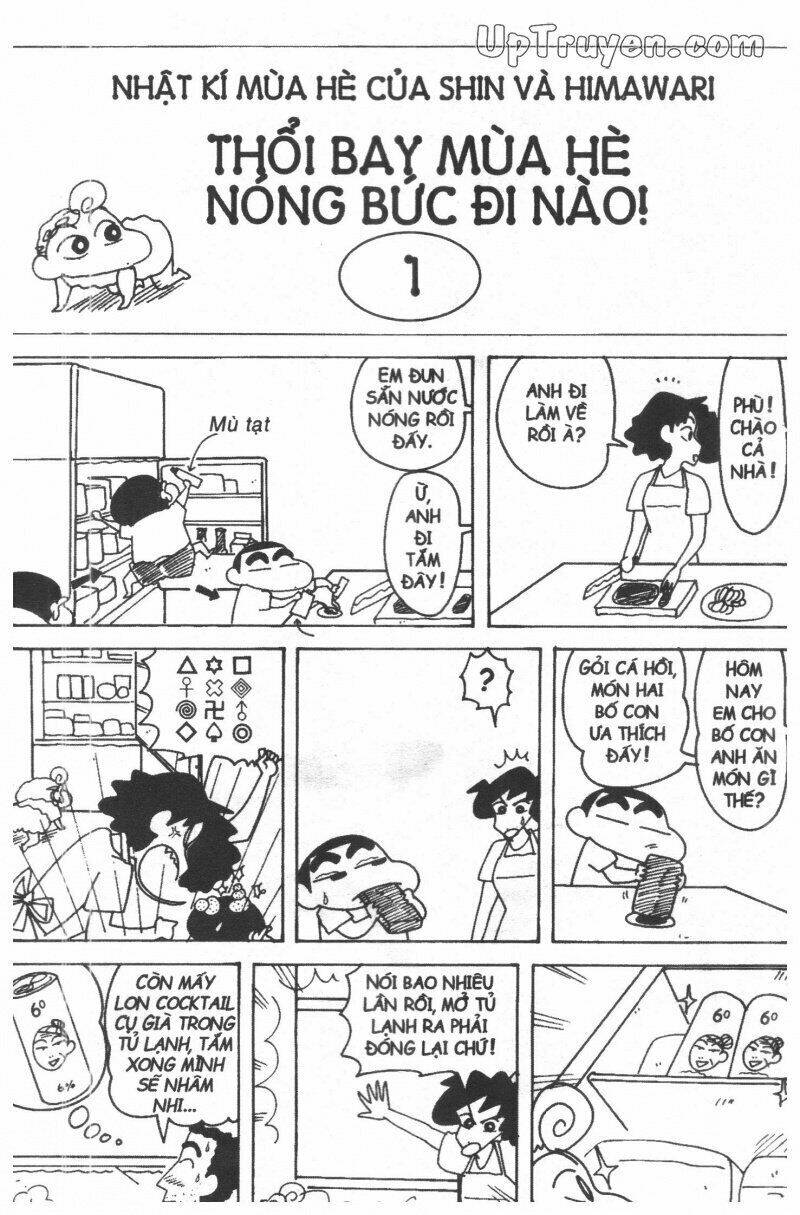 UpTruyen.com
NHẬT KÍ MÙA HÈ CỦA SHIN VÀ HIMAWARI
THỔI BAY MÙA HÈ
NÓNG BỨC ĐI NÀO!
1
PHÙ!
CHÀO
CẢ
NHÀ!
ANH ĐI
LÀM VỀ
RỒI À?
EM ĐUN
SẴN NƯỚC
NÓNG RỒI
ĐẤY.
Ừ,
ANH
ĐI
TẮM
ĐÂY!
Mù tạt
HÔM
NAY
EM CHO
BỐ CON
ANH ĂN
MÓN GÌ
THẾ?
GỎI CÁ HỒI,
MÓN HAI
BỐ CON
ƯA THÍCH
ĐẤY!
?
6º
6º
NÓI BAO NHIÊU
LẦN RỒI, MỞ TỦ
LẠNH RA PHẢI
ĐÓNG LẠI CHỨ!
CÒN MẤY
LON COCKTAIL
CỤ GIÀ TRONG
TỦ LẠNH, TẮM
XONG MÌNH
SẼ NHÂM
NHI...
6º
6%